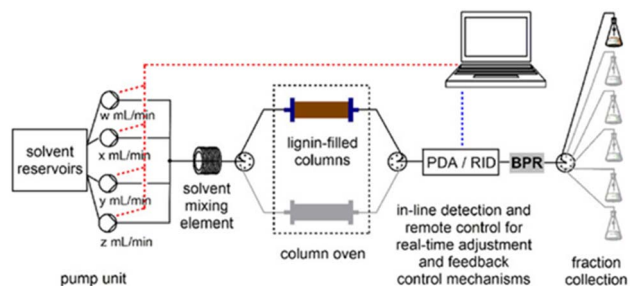 solvent
reservoirs
w mL/min
x mL/min
y mL/min
z mL/min
pump unit
solvent
mixing
element
lignin-filled
columns
column oven
PDA / RID
BPR
in-line detection and
remote control for
real-time adjustment
and feedback
control mechanisms
fraction
collection